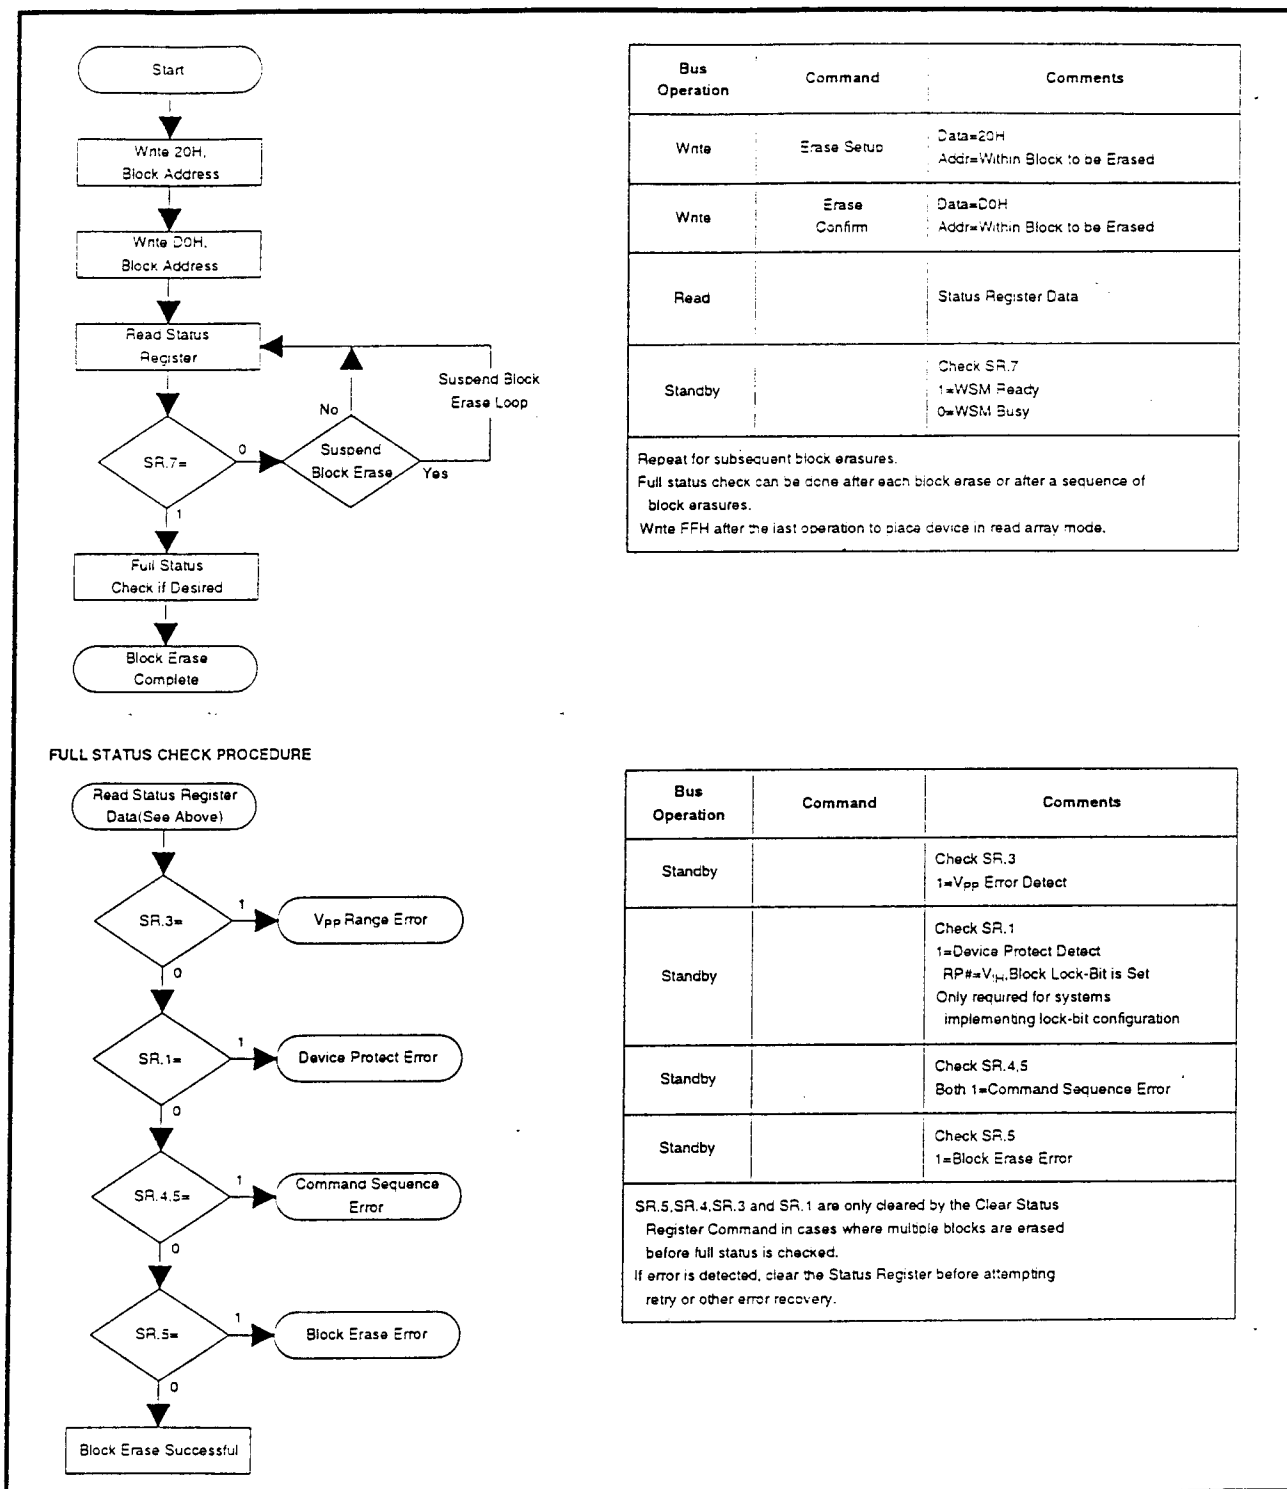 Start
Write 20H,
Block Address
Write D0H,
Block Address
Read Status
Register
Suspend Block
Erase Loop
No
SR.7=
0
Suspend
Block Erase
Yes
1
Full Status
Check if Desired
Block Erase
Complete
Bus
Operation
Command
Comments
Write
Erase Setup
Data=20H
Addr=Within Block to be Erased
Write
Erase
Confirm
Data=D0H
Addr=Within Block to be Erased
Read
Status Register Data
Standby
Check SR.7
1=WSM Ready
0=WSM Busy
Repeat for subsequent block erasures.
Full status check can be done after each block erase or after a sequence of
block erasures.
Write FFH after the last operation to place device in read array mode.
FULL STATUS CHECK PROCEDURE
Read Status Register
Data(See Above)
SR.3=
1
VPP Range Error
0
SR.1=
1
Device Protect Error
0
SR.4,5=
1
Command Sequence
Error
0
SR.5=
1
Block Erase Error
0
Block Erase Successful
Bus
Operation
Command
Comments
Standby
Check SR.3
1=VPP Error Detect
Standby
Check SR.1
1=Device Protect Detect
RP#=VIH,Block Lock-Bit is Set
Only required for systems
implementing lock-bit configuration
Standby
Check SR.4,5
Both 1=Command Sequence Error
Standby
Check SR.5
1=Block Erase Error
SR.5,SR.4,SR.3 and SR.1 are only cleared by the Clear Status
Register Command in cases where multiple blocks are erased
before full status is checked.
If error is detected, clear the Status Register before attempting
retry or other error recovery.